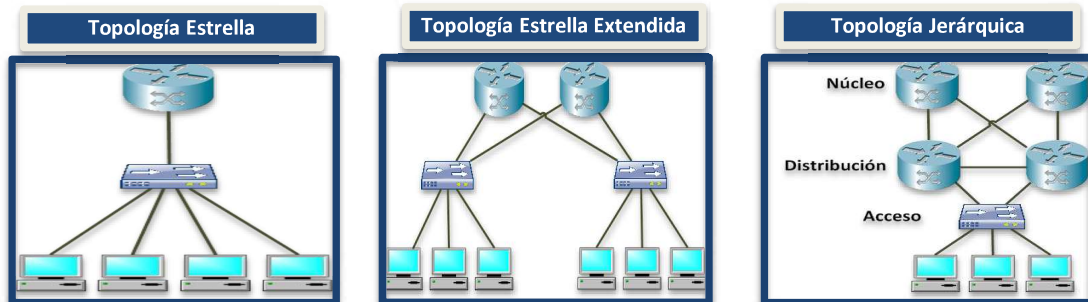 Topología Estrella
Topología Estrella Extendida
Topología Jerárquica
Núcleo
Distribución
Acceso